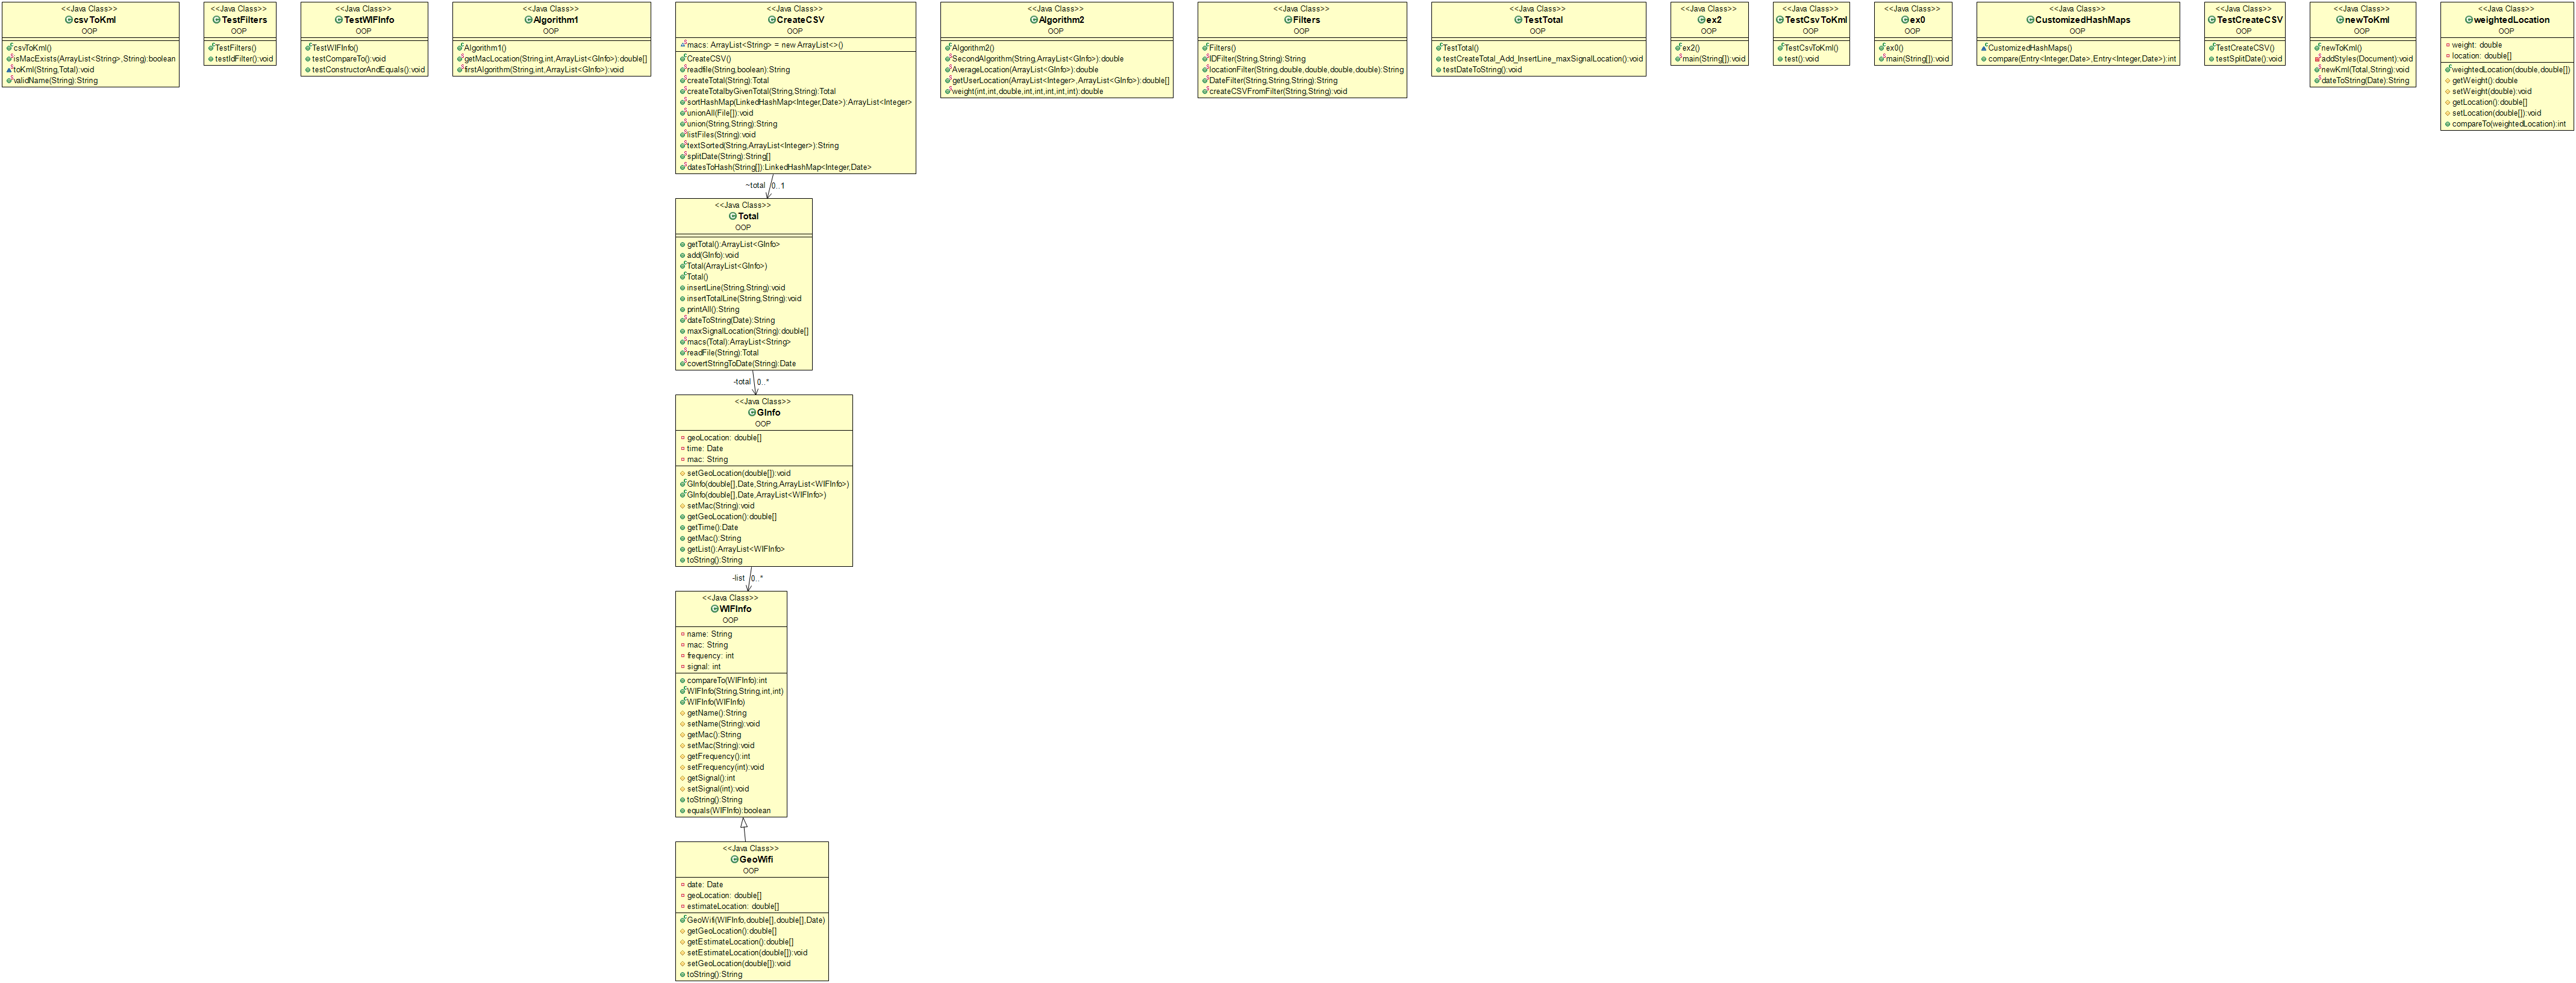 <<Java Class>>
csvToKml
OOP
csvToKml()
isMacExists(ArrayList<String>,String):boolean
toKml(String,Total):void
validName(String):String
<<Java Class>>
TestFilters
OOP
TestFilters()
testIdFilter():void
<<Java Class>>
TestWIFInfo
OOP
TestWIFInfo()
testCompareTo():void
testConstructorAndEquals():void
<<Java Class>>
Algorithm1
OOP
Algorithm1()
getMacLocation(String,int,ArrayList<GInfo>):double[]
firstAlgorithm(String,int,ArrayList<GInfo>):void
<<Java Class>>
CreateCSV
OOP
macs: ArrayList<String> = new ArrayList<>()
CreateCSV()
readfile(String,boolean):String
createTotal(String):Total
createTotalbyGivenTotal(String,String):Total
sortHashMap(LinkedHashMap<Integer,Date>):ArrayList<Integer>
unionAll(File[]):void
union(String,String):String
listFiles(String):void
textSorted(String,ArrayList<Integer>):String
splitDate(String):String[]
datesToHash(String[]):LinkedHashMap<Integer,Date>
<<Java Class>>
Algorithm2
OOP
Algorithm2()
SecondAlgorithm(String,ArrayList<GInfo>):double
AverageLocation(ArrayList<GInfo>):double
getUserLocation(ArrayList<Integer>,ArrayList<GInfo>):double[]
weight(int,int,double,int,int,int,int,int):double
<<Java Class>>
Filters
OOP
Filters()
IDFilter(String,String):String
locationFilter(String,double,double,double,double):String
DateFilter(String,String,String):String
createCSVFromFilter(String,String):void
<<Java Class>>
TestTotal
OOP
TestTotal()
testCreateTotal_Add_InsertLine_maxSignalLocation():void
testDateToString():void
<<Java Class>>
ex2
OOP
ex2()
main(String[]):void
<<Java Class>>
TestCsvToKml
OOP
TestCsvToKml()
test():void
<<Java Class>>
ex0
OOP
ex0()
main(String[]):void
<<Java Class>>
CustomizedHashMaps
OOP
CustomizedHashMaps()
compare(Entry<Integer,Date>,Entry<Integer,Date>):int
<<Java Class>>
TestCreateCSV
OOP
TestCreateCSV()
testSplitDate():void
<<Java Class>>
newToKml
OOP
newToKml()
addStyles(Document):void
newKml(Total,String):void
dateToString(Date):String
<<Java Class>>
weightedLocation
OOP
weight: double
location: double[]
weightedLocation(double,double[])
getWeight():double
setWeight(double):void
getLocation():double[]
setLocation(double[]):void
compareTo(weightedLocation):int
~total 0..1
<<Java Class>>
Total
OOP
getTotal():ArrayList<GInfo>
add(GInfo):void
Total(ArrayList<GInfo>)
Total()
insertLine(String,String):void
insertTotalLine(String,String):void
printAll():String
dateToString(Date):String
maxSignalLocation(String):double[]
macs(Total):ArrayList<String>
readFile(String):Total
covertStringToDate(String):Date
-total 0..*
<<Java Class>>
GInfo
OOP
geoLocation: double[]
time: Date
mac: String
setGeoLocation(double[]):void
GInfo(double[],Date,String,ArrayList<WIFInfo>)
GInfo(double[],Date,ArrayList<WIFInfo>)
setMac(String):void
getGeoLocation():double[]
getTime():Date
getMac():String
getList():ArrayList<WIFInfo>
toString():String
-list 0..*
<<Java Class>>
WIFInfo
OOP
name: String
mac: String
frequency: int
signal: int
compareTo(WIFInfo):int
WIFInfo(String,String,int,int)
WIFInfo(WIFInfo)
getName():String
setName(String):void
getMac():String
setMac(String):void
getFrequency():int
setFrequency(int):void
getSignal():int
setSignal(int):void
toString():String
equals(WIFInfo):boolean
<<Java Class>>
GeoWifi
OOP
date: Date
geoLocation: double[]
estimateLocation: double[]
GeoWifi(WIFInfo,double[],double[],Date)
getGeoLocation():double[]
getEstimateLocation():double[]
setEstimateLocation(double[]):void
setGeoLocation(double[]):void
toString():String